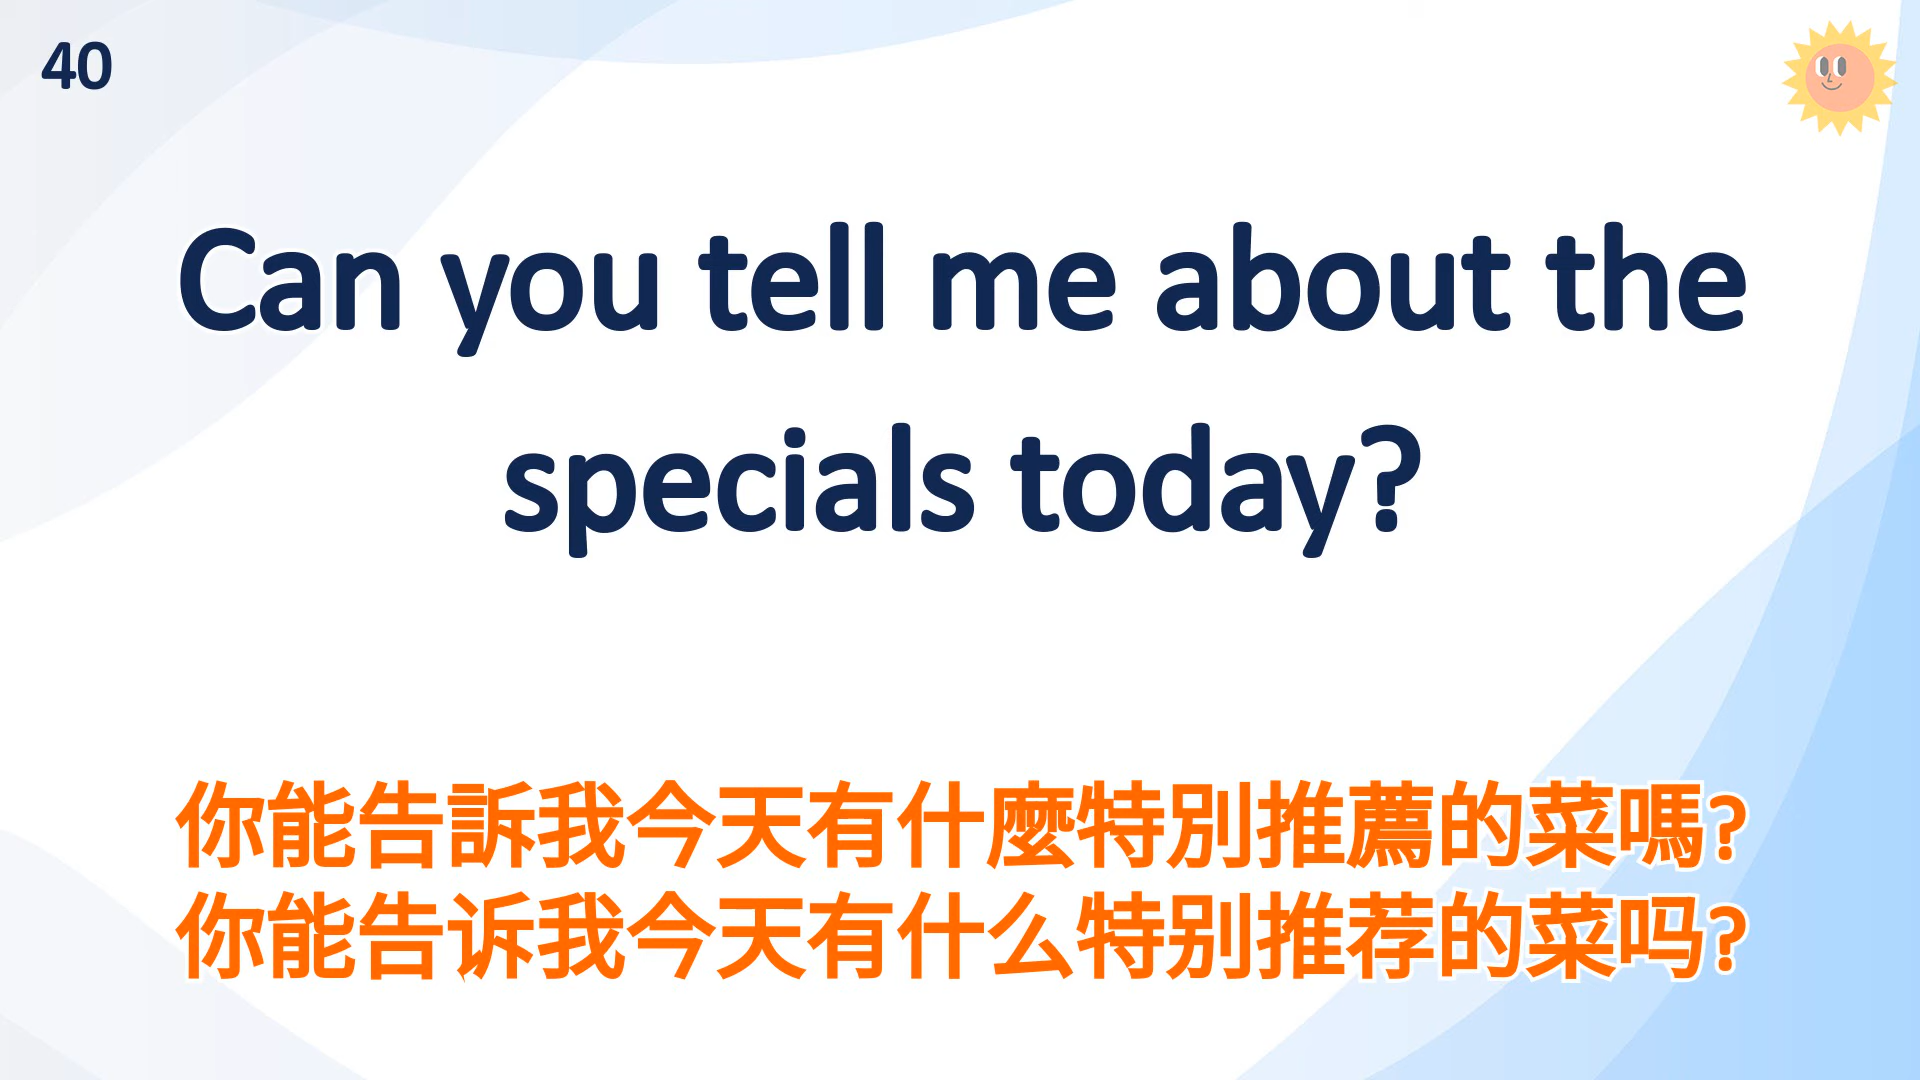 40
Can you tell me about the
specials today?
你能告訴我今天有什麼特別推薦的菜嗎?
你能告诉我今天有什么特别推荐的菜吗?